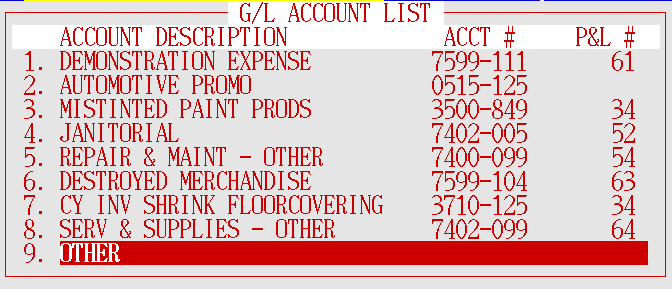 G/L ACCOUNT LIST
ACCOUNT DESCRIPTION ACCT # P&L #
1. DEMONSTRATION EXPENSE 7599-111 61
2. AUTOMOTIVE PROMO 0515-125
3. MISTINTED PAINT PRODS 3500-849 34
4. JANITORIAL 7402-005 52
5. REPAIR & MAINT - OTHER 7400-099 54
6. DESTROYED MERCHANDISE 7599-104 63
7. CY INV SHRINK FLOORCOVERING 3710-125 34
8. SERV & SUPPLIES - OTHER 7402-099 64
9. OTHER